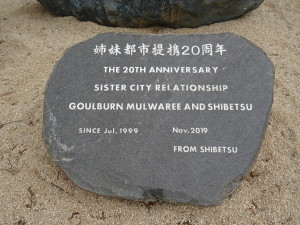 姉妹都市提携20周年
THE 20TH ANNIVERSARY
SISTER CITY RELATIONSHIP
GOULBURN MULWAREE AND SHIBETSU
SINCE Jul.1999 Nov.2019
FROM SHIBETSU